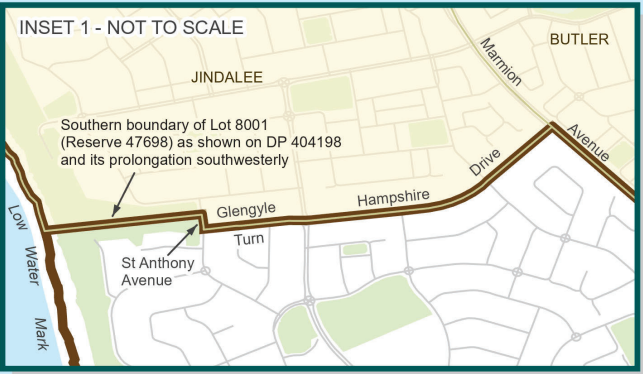 INSET 1 - NOT TO SCALE
BUTLER
JINDALEE
Marmion
Avenue
Southern boundary of Lot 8001
(Reserve 47698) as shown on DP 404198
and its prolongation southwesterly
Drive
Hampshire
Glengyle
Turn
St Anthony
Avenue
Low
Water
Mark